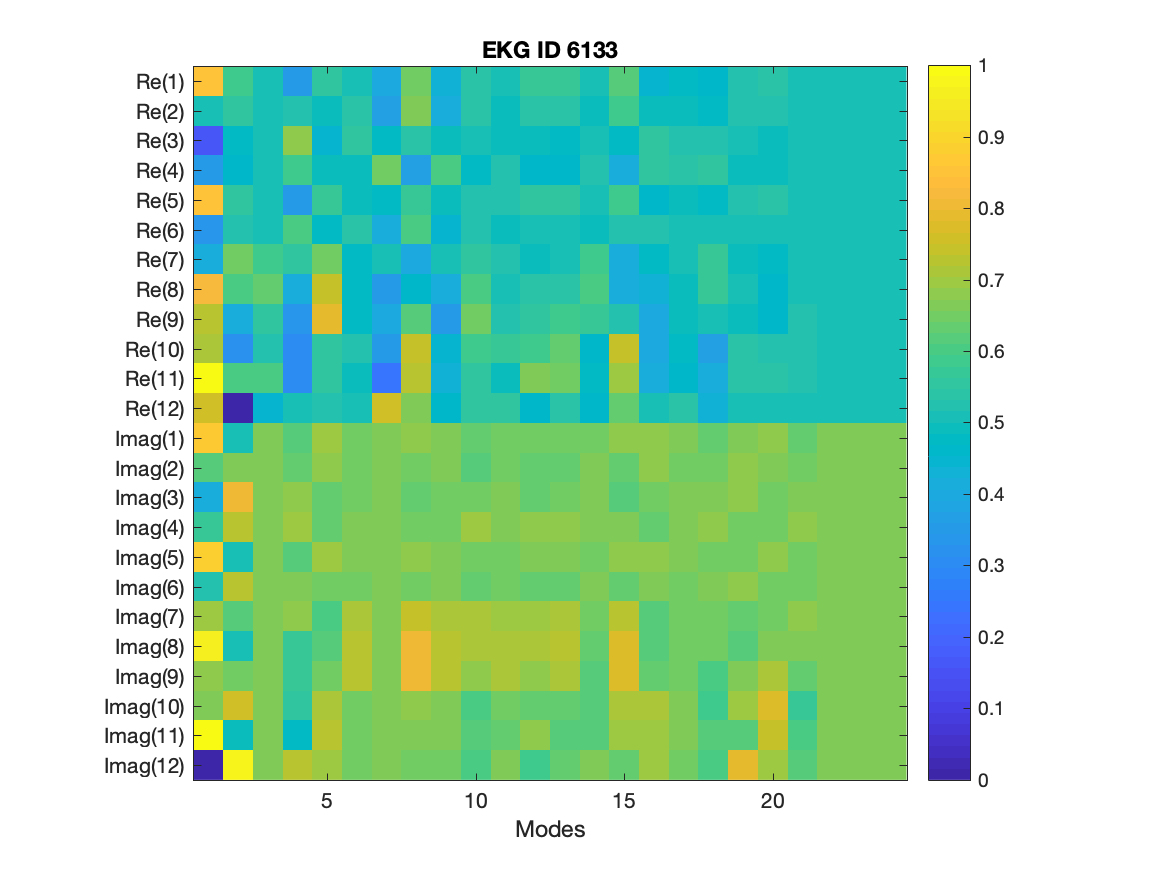 EKG ID 6133
Re(1)
Re(2)
Re(3)
Re(4)
Re(5)
Re(6)
Re(7)
Re(8)
Re(9)
Re(10)
Re(11)
Re(12)
Imag(1)
Imag(2)
Imag(3)
Imag(4)
Imag(5)
Imag(6)
Imag(7)
Imag(8)
Imag(9)
Imag(10)
Imag(11)
Imag(12)
5 10 15 20
Modes
1
0.9
0.8
0.7
0.6
0.5
0.4
0.3
0.2
0.1
0